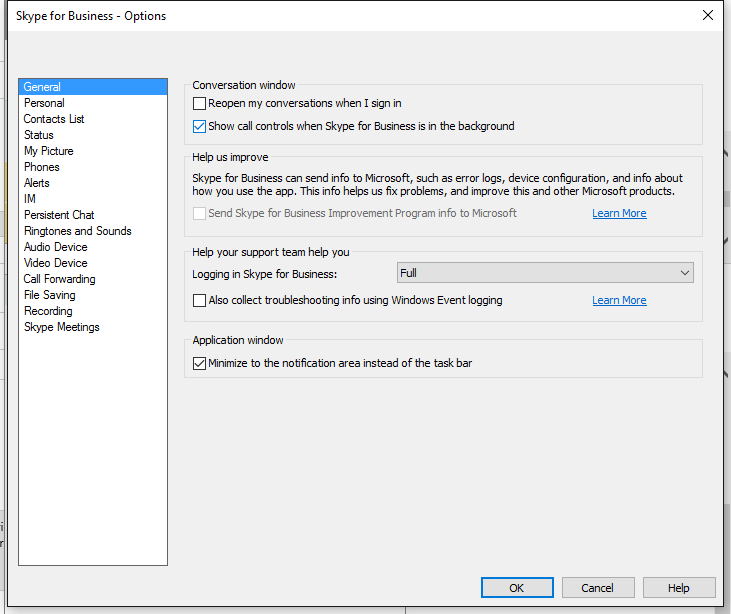 Skype for Business - Options
General
Personal
Contacts List
Status
My Picture
Phones
Alerts
IM
Persistent Chat
Ringtones and Sounds
Audio Device
Video Device
Call Forwarding
File Saving
Recording
Skype Meetings
Conversation window
Reopen my conversations when I sign in
Show call controls when Skype for Business is in the background
Help us improve
Skype for Business can send info to Microsoft, such as error logs, device configuration, and info about
how you use the app. This info helps us fix problems, and improve this and other Microsoft products.
Send Skype for Business Improvement Program info to Microsoft
Learn More
Help your support team help you
Logging in Skype for Business:
Full
Also collect troubleshooting info using Windows Event logging
Learn More
Application window
Minimize to the notification area instead of the task bar
OK
Cancel
Help